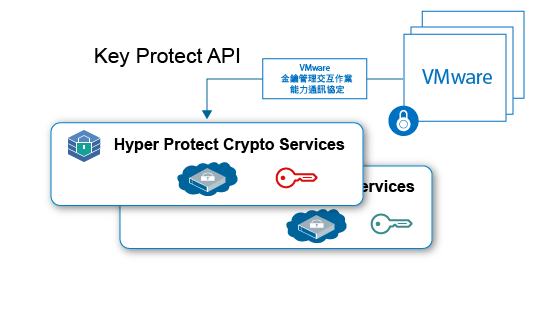 Key Protect API
VMware
金鑰管理交互作業
能力通訊協定
VMware
Hyper Protect Crypto Services
ervices